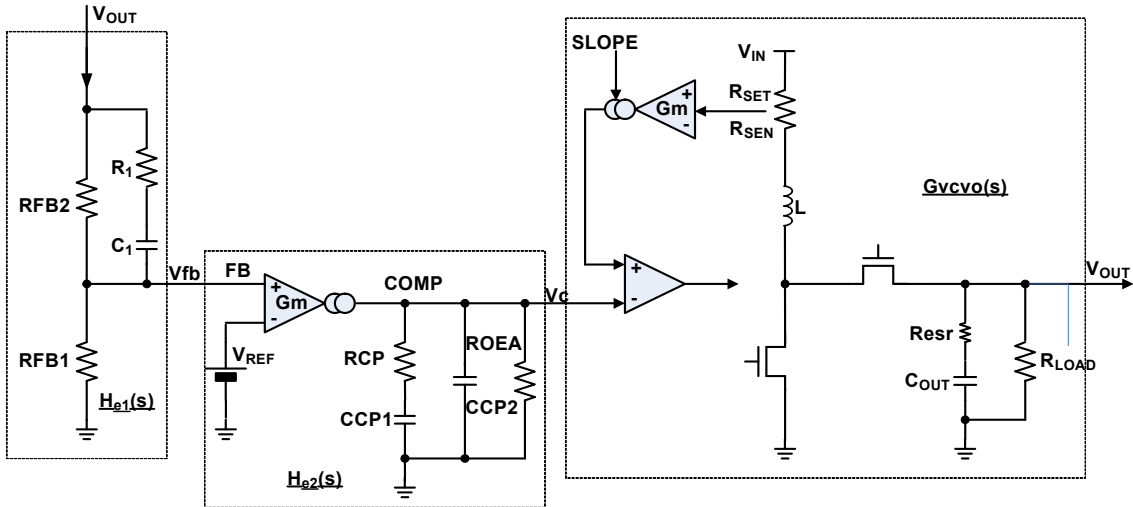 VOUT
R1
RFB2
C1
Vfb
RFB1
He1(s)
FB
+
-
Gm
VREF
COMP
Vc
ROEA
RCP
CCP2
CCP1
He2(s)
SLOPE
VIN
+
Gm
-
RSET
RSEN
L
Gvcvo(s)
+
-
VOUT
Resr
COUT
RLOAD